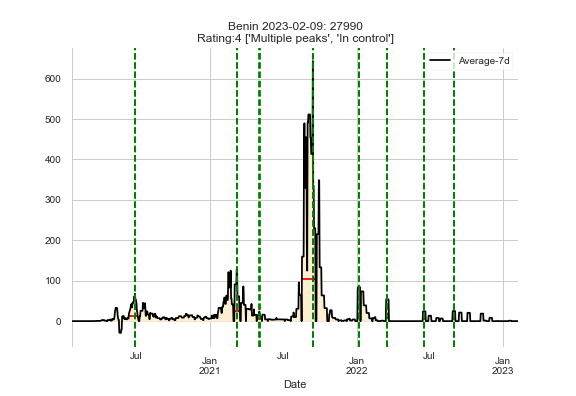 Benin 2023-02-09: 27990
Rating:4 ['Multiple peaks', 'In control']
Average-7d
600
500
400
300
200
100
0
Jul
Jan
2021
Jul
Jan
2022
Jul
Jan
2023
Date